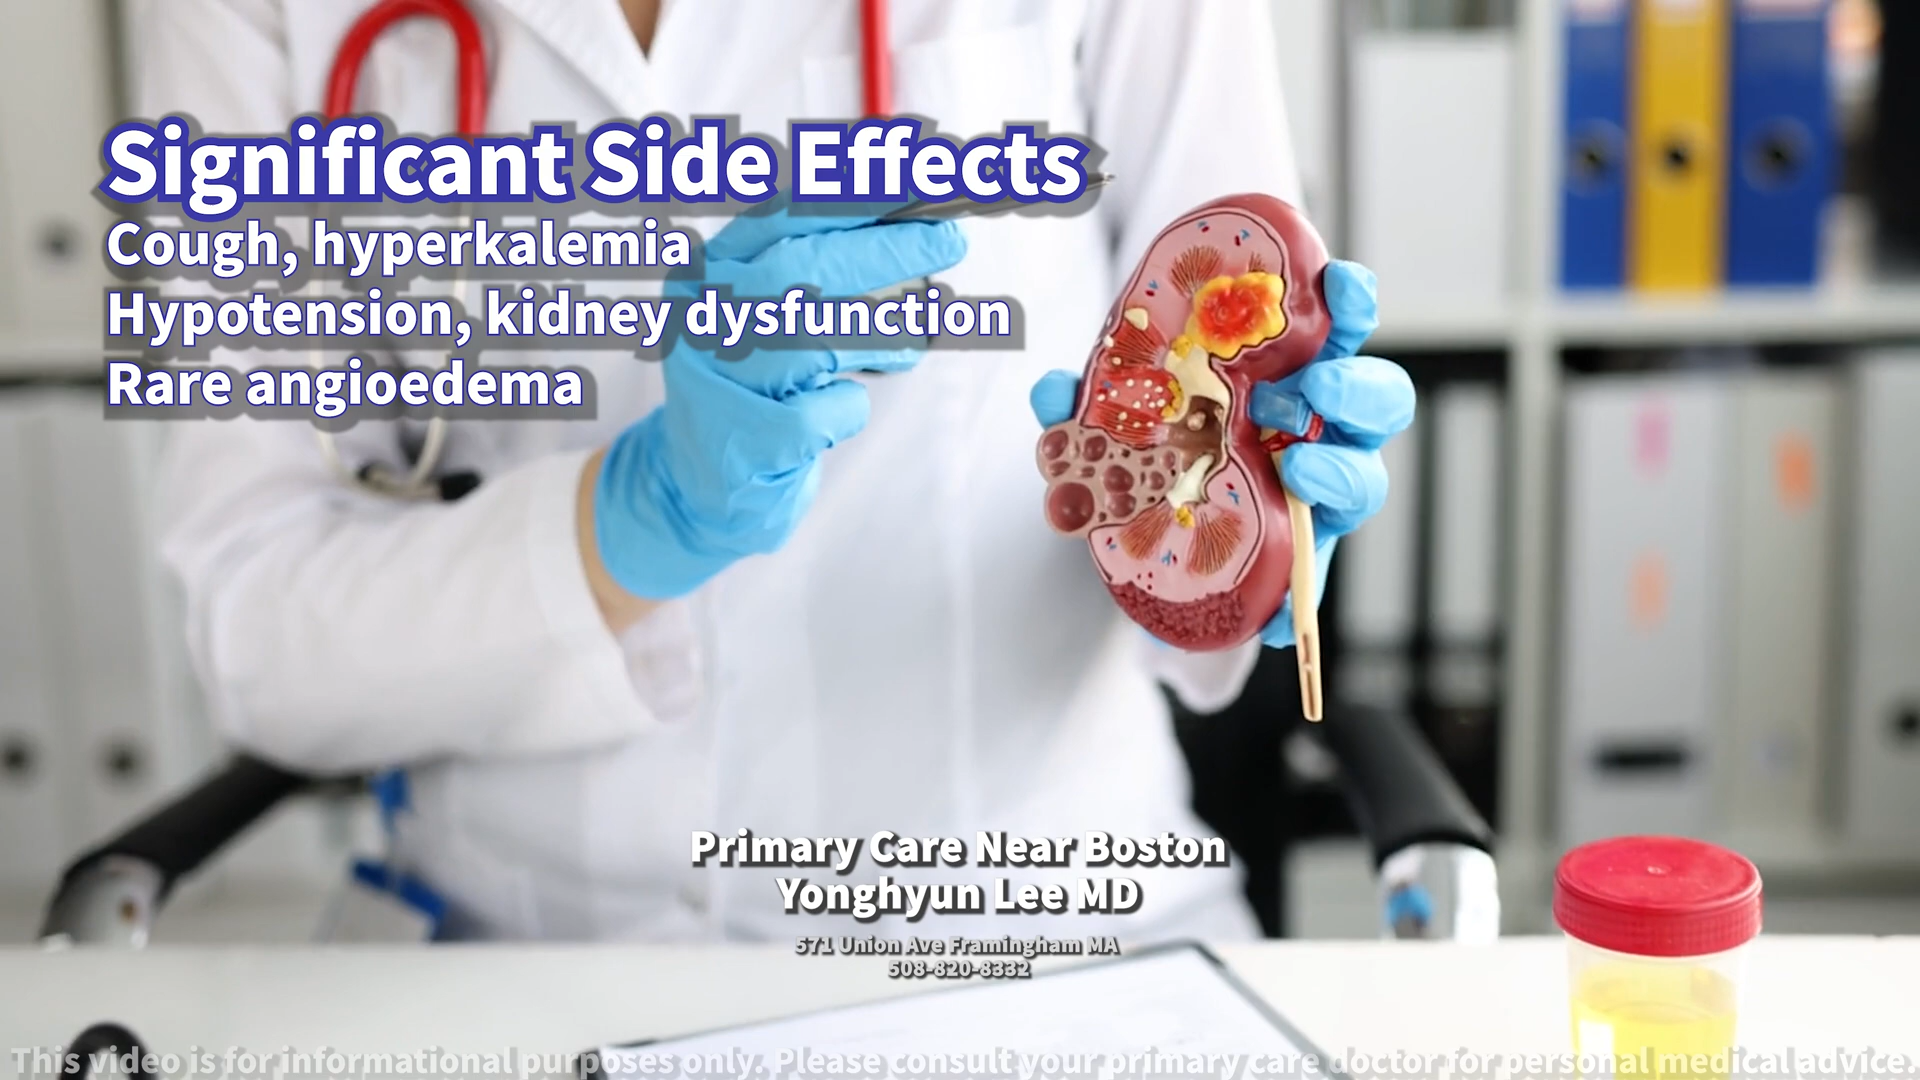 Significant Side Effects
Cough, hyperkalemia
Hypotension, kidney dysfunction
Rare angioedema
Primary Care Near Boston
Yonghyun Lee MD
571 Union Ave Framingham MA
508-820-8332
This video is for informational purposes only. Please consult your primary care doctor for personal medical advice.